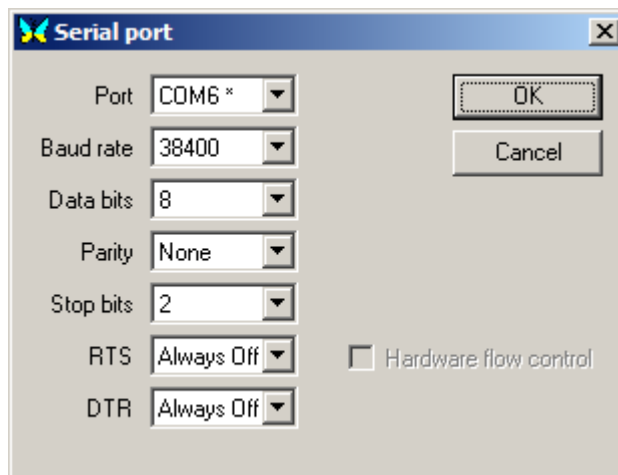 Serial port
Port COM6 * OK
Baud rate 38400 Cancel
Data bits 8
Parity None
Stop bits 2
RTS Always Off Hardware flow control
DTR Always Off